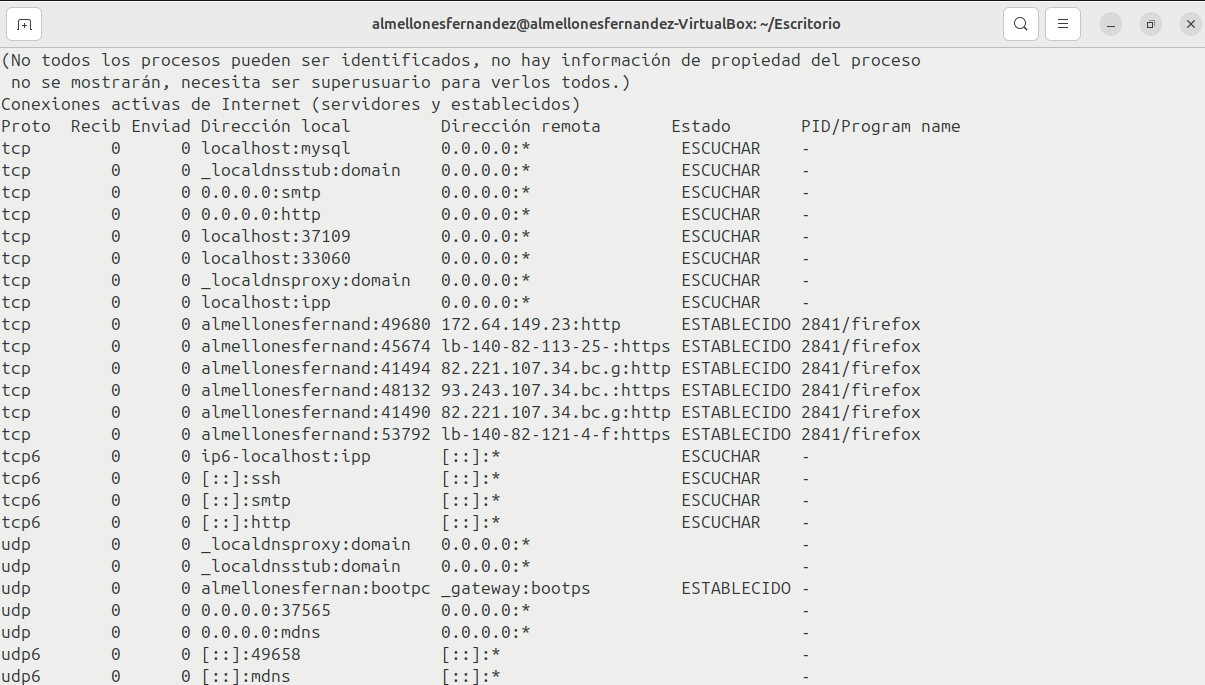 almellonesfernandez@almellonesfernandez-VirtualBox: ~/Escritorio
(No todos los procesos pueden ser identificados, no hay información de propiedad del proceso
 no se mostrarán, necesita ser superusuario para verlos todos.)
Conexiones activas de Internet (servidores y establecidos)
Proto  Recib Enviad Dirección local         Dirección remota       Estado       PID/Program name
tcp        0      0 localhost:mysql         0.0.0.0:*               ESCUCHAR    -
tcp        0      0 _localdnsstub:domain    0.0.0.0:*               ESCUCHAR    -
tcp        0      0 0.0.0.0:smtp            0.0.0.0:*               ESCUCHAR    -
tcp        0      0 0.0.0.0:http            0.0.0.0:*               ESCUCHAR    -
tcp        0      0 localhost:37109         0.0.0.0:*               ESCUCHAR    -
tcp        0      0 localhost:33060         0.0.0.0:*               ESCUCHAR    -
tcp        0      0 _localdnsproxy:domain   0.0.0.0:*               ESCUCHAR    -
tcp        0      0 localhost:ipp           0.0.0.0:*               ESCUCHAR    -
tcp        0      0 almellonesfernand:49680 172.64.149.23:http      ESTABLECIDO 2841/firefox
tcp        0      0 almellonesfernand:45674 lb-140-82-113-25-:https ESTABLECIDO 2841/firefox
tcp        0      0 almellonesfernand:41494 82.221.107.34.bc.g:http ESTABLECIDO 2841/firefox
tcp        0      0 almellonesfernand:48132 93.243.107.34.bc.:https ESTABLECIDO 2841/firefox
tcp        0      0 almellonesfernand:41490 82.221.107.34.bc.g:http ESTABLECIDO 2841/firefox
tcp        0      0 almellonesfernand:53792 lb-140-82-121-4-f:https ESTABLECIDO 2841/firefox
tcp6       0      0 ip6-localhost:ipp       [::]:*                  ESCUCHAR    -
tcp6       0      0 [::]:ssh                [::]:*                  ESCUCHAR    -
tcp6       0      0 [::]:smtp               [::]:*                  ESCUCHAR    -
tcp6       0      0 [::]:http               [::]:*                  ESCUCHAR    -
udp        0      0 _localdnsproxy:domain   0.0.0.0:*                           -
udp        0      0 _localdnsstub:domain    0.0.0.0:*                           -
udp        0      0 almellonesfernan:bootpc _gateway:bootps         ESTABLECIDO -
udp        0      0 0.0.0.0:37565           0.0.0.0:*                           -
udp        0      0 0.0.0.0:mdns            0.0.0.0:*                           -
udp6       0      0 [::]:49658              [::]:*                              -
udp6       0      0 [::]:mdns               [::]:*                              -